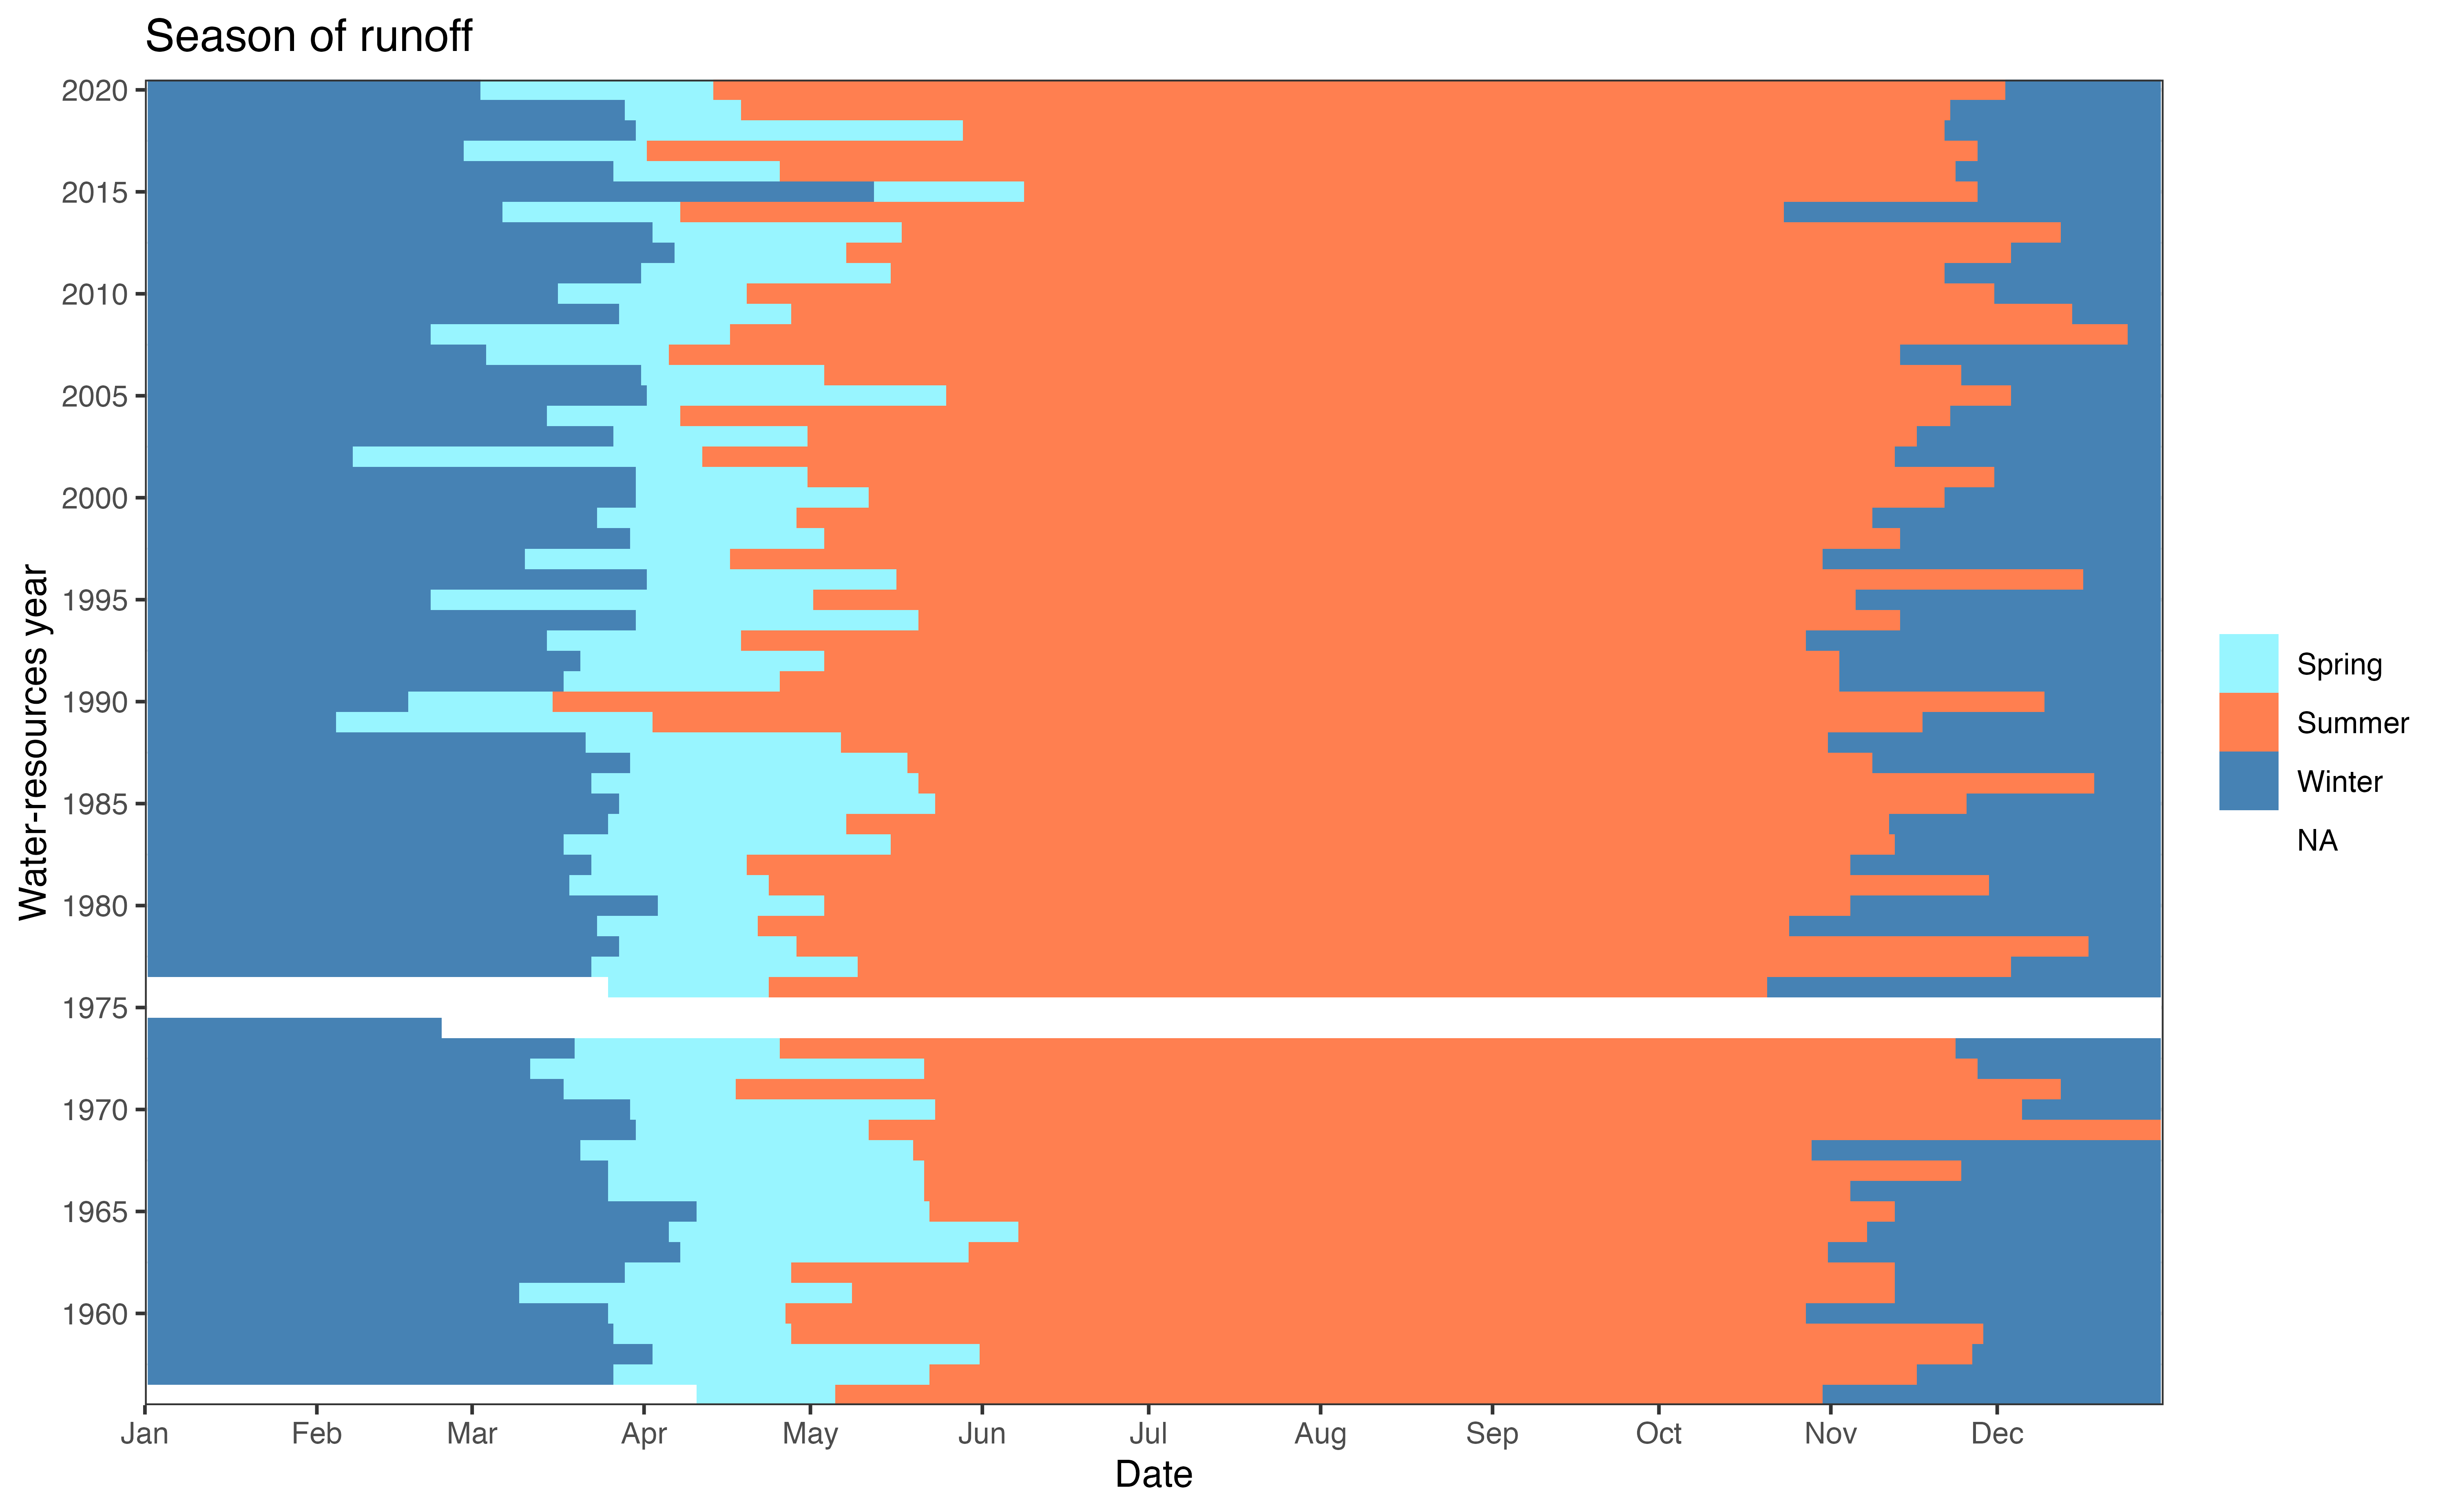 Season of runoff
Water-resources year
2020
2015
2010
2005
2000
1995
1990
1985
1980
1975
1970
1965
1960
Jan Feb Mar Apr May Jun Jul Aug Sep Oct Nov Dec
Date
Spring
Summer
Winter
NA